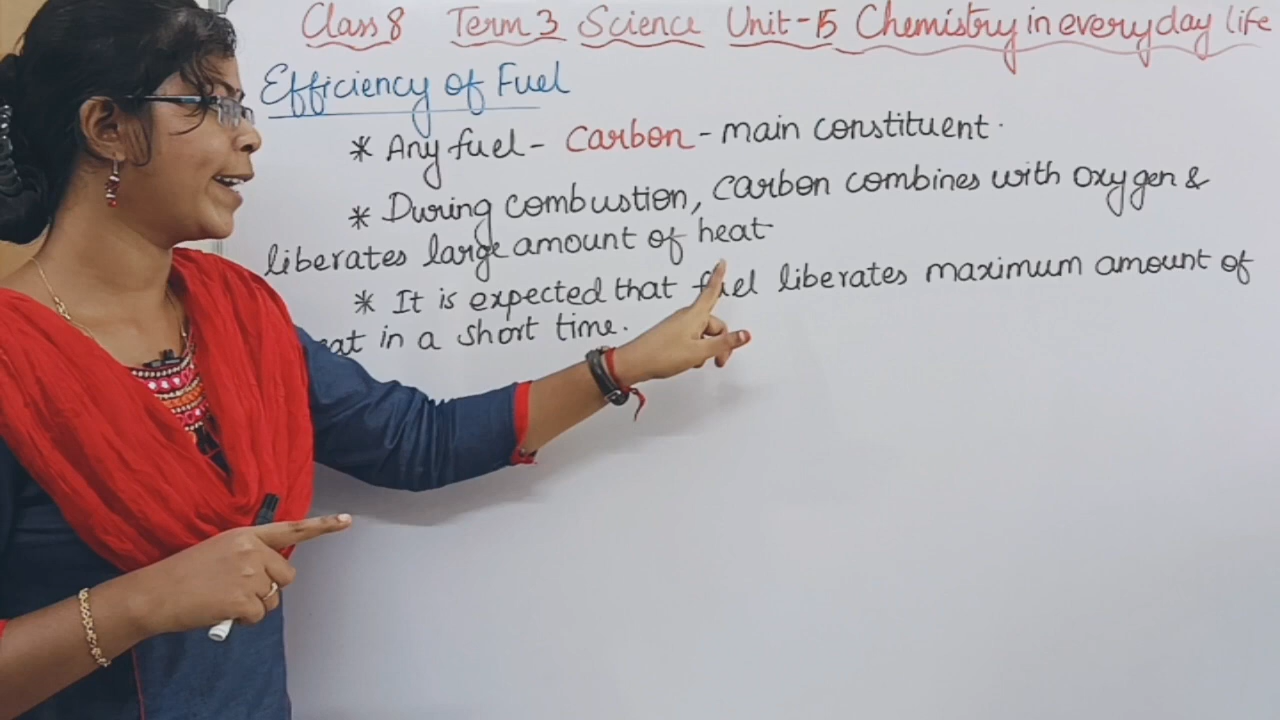 Class 8 Term 3 Science Unit-15 Chemistry in everyday life
Efficiency of Fuel
* Any fuel - Carbon - main constituent.
* During combustion, carbon combines with oxygen &
liberates large amount of heat
* It is expected that fuel liberates maximum amount of
in a short time.